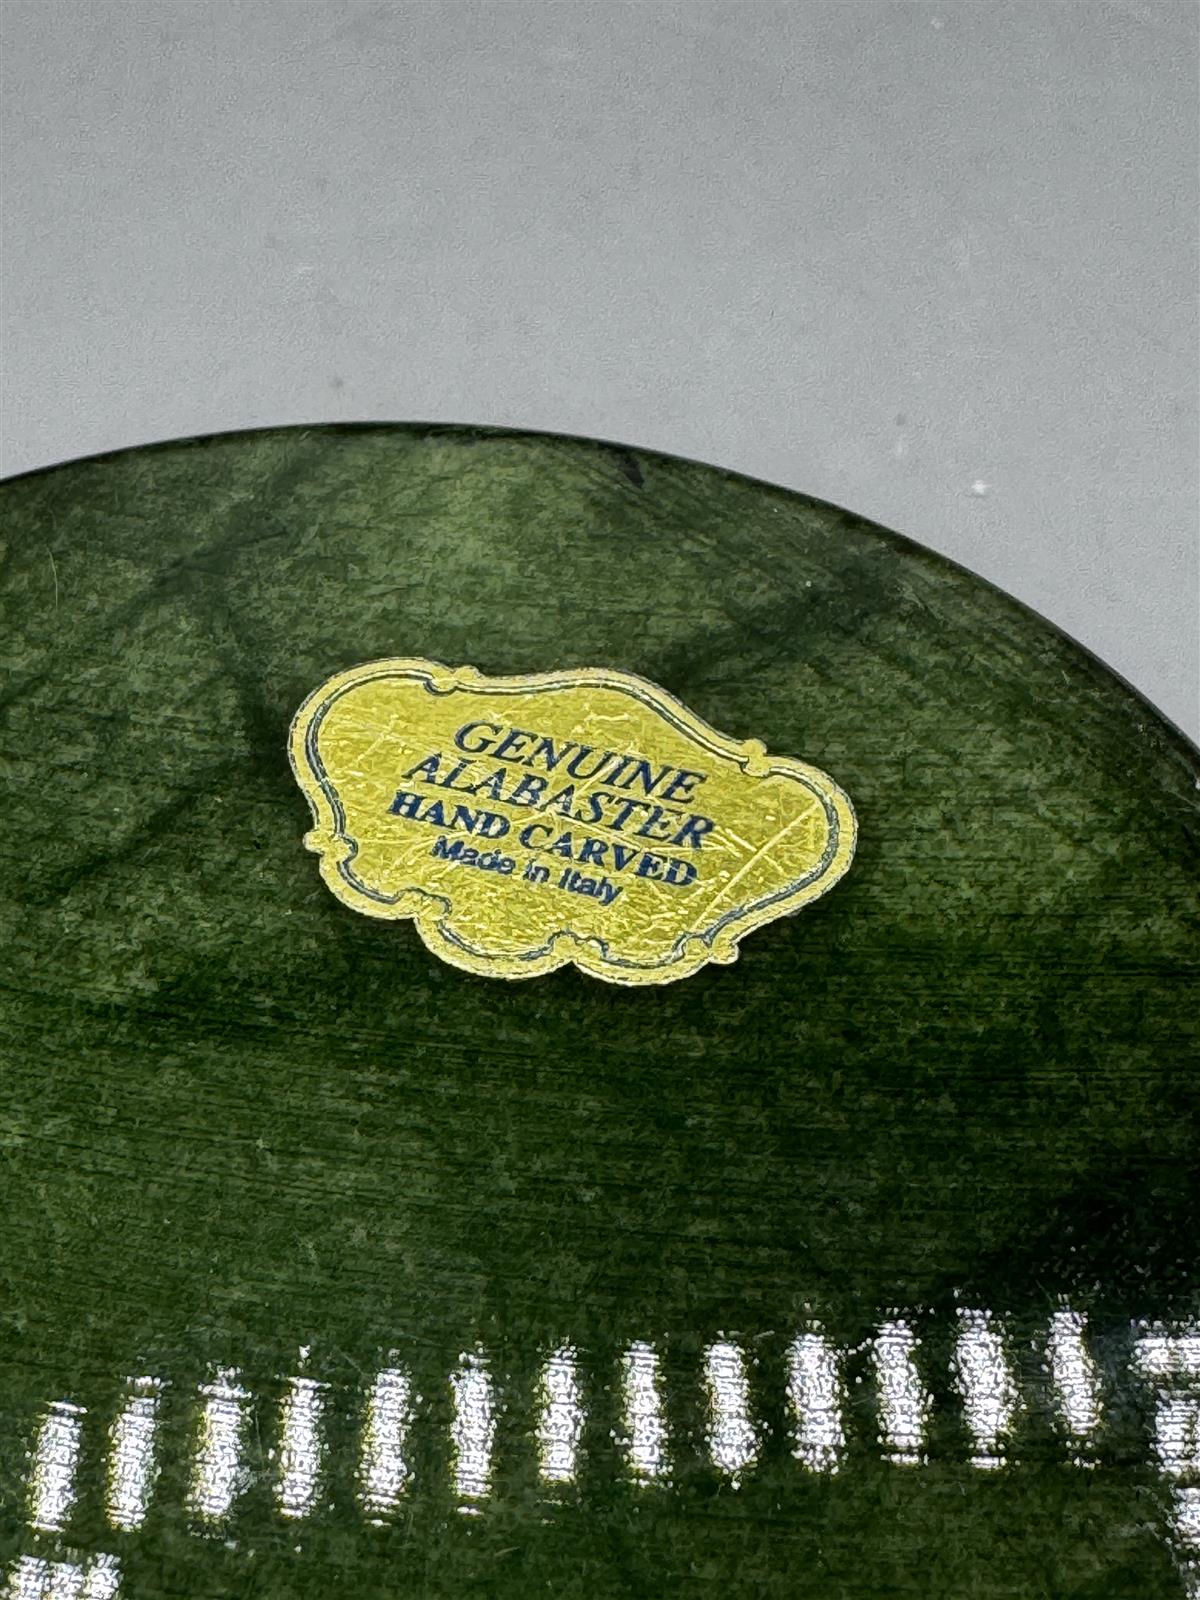 GENUINE
ALABASTER
HAND CARVED
Made in Italy